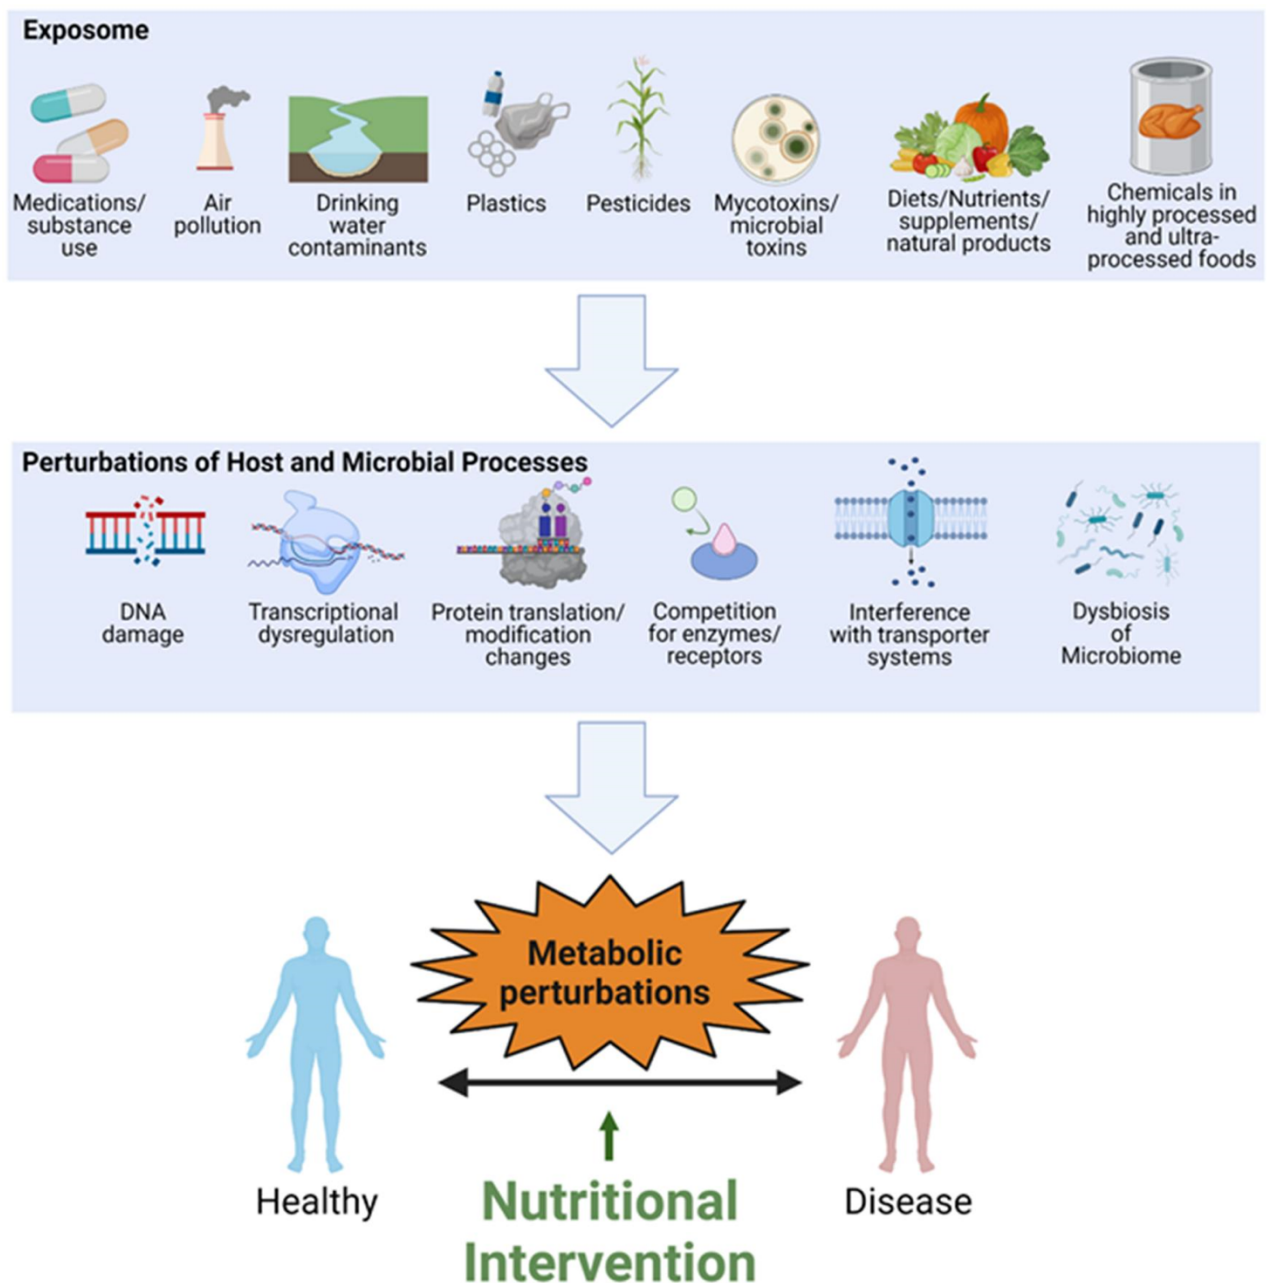 Exposome
Medications/
substance
use
Air
pollution
Drinking
water
contaminants
Plastics
Pesticides
Mycotoxins/
microbial
toxins
Diets/Nutrients/
supplements/
natural products
Chemicals in
highly processed
and ultra-
processed foods
Perturbations of Host and Microbial Processes
DNA
damage
Transcriptional
dysregulation
Protein translation/
modification
changes
Competition
for enzymes/
receptors
Interference
with transporter
systems
Dysbiosis
of
Microbiome
Metabolic
perturbations
Healthy
Nutritional
Intervention
Disease